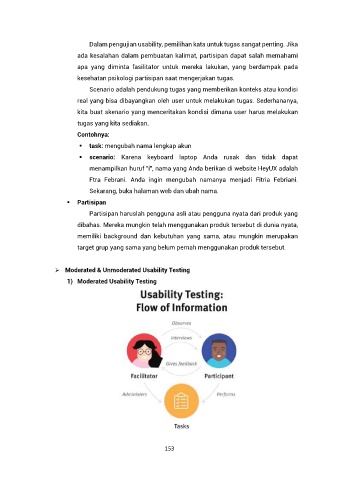 Dalam pengujian usability, pemilihan kata untuk tugas sangat penting. Jika
ada kesalahan dalam pembuatan kalimat, partisipan dapat salah memahami
apa yang diminta fasilitator untuk mereka lakukan, yang berdampak pada
kesehatan psikologi partisipan saat mengerjakan tugas.
Scenario adalah pendukung tugas yang memberikan konteks atau kondisi
real yang bisa dibayangkan oleh user untuk melakukan tugas. Sederhananya,
kita buat skenario yang menceritakan kondisi dimana user harus melakukan
tugas yang kita sediakan.
Contohnya:
▪ task: mengubah nama lengkap akun
▪ scenario: Karena keyboard laptop Anda rusak dan tidak dapat
menampilkan huruf "i", nama yang Anda berikan di website HeyUX adalah
Ftra Febrani. Anda ingin mengubah namanya menjadi Fitria Febriani.
Sekarang, buka halaman web dan ubah nama.
▪ Partisipan
Partisipan haruslah pengguna asli atau pengguna nyata dari produk yang
dibahas. Mereka mungkin telah menggunakan produk tersebut di dunia nyata,
memiliki background dan kebutuhan yang sama, atau mungkin merupakan
target grup yang sama yang belum pernah menggunakan produk tersebut.
➢ Moderated & Unmoderated Usability Testing
1) Moderated Usability Testing
Usability Testing:
Flow of Information
Observes
Interviews
Gives feedback
Facilitator
Participant
Administers
Performs
Tasks
153